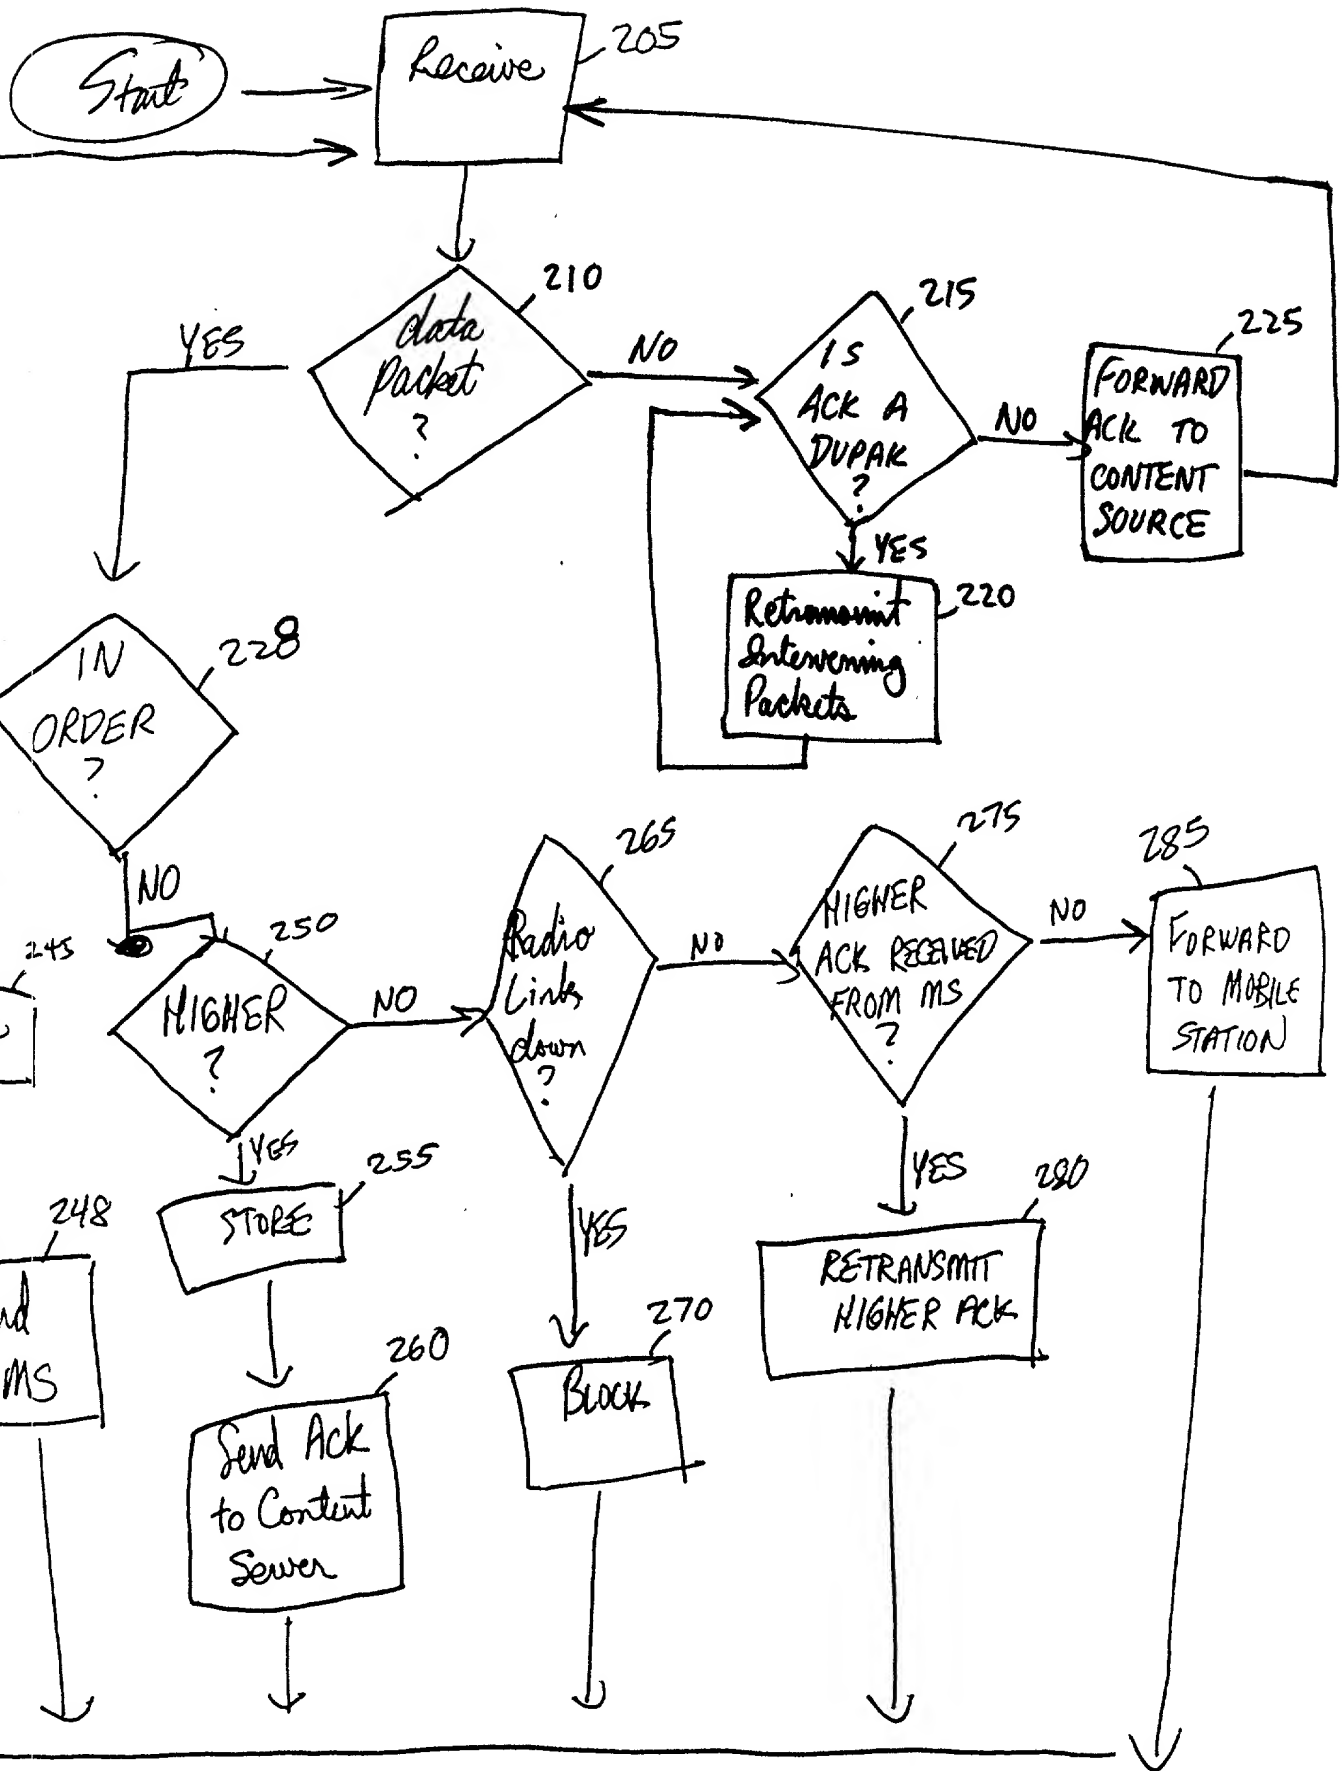 Start
Receive
205
data
Packet
?
210
YES
NO
IS
ACK A
DUPAK
?
215
NO
FORWARD
ACK TO
CONTENT
SOURCE
225
YES
Retransmit
Intervening
Packets
220
IN
ORDER
?
228
NO
245
HIGHER
?
250
NO
Radio
Links
down
?
265
NO
HIGHER
ACK RECEIVED
FROM MS
?
275
NO
FORWARD
TO MOBILE
STATION
285
YES
STORE
255
YES
YES
RETRANSMIT
HIGHER ACK
280
248
MS
Send Ack
to Content
Server
260
BLOCK
270